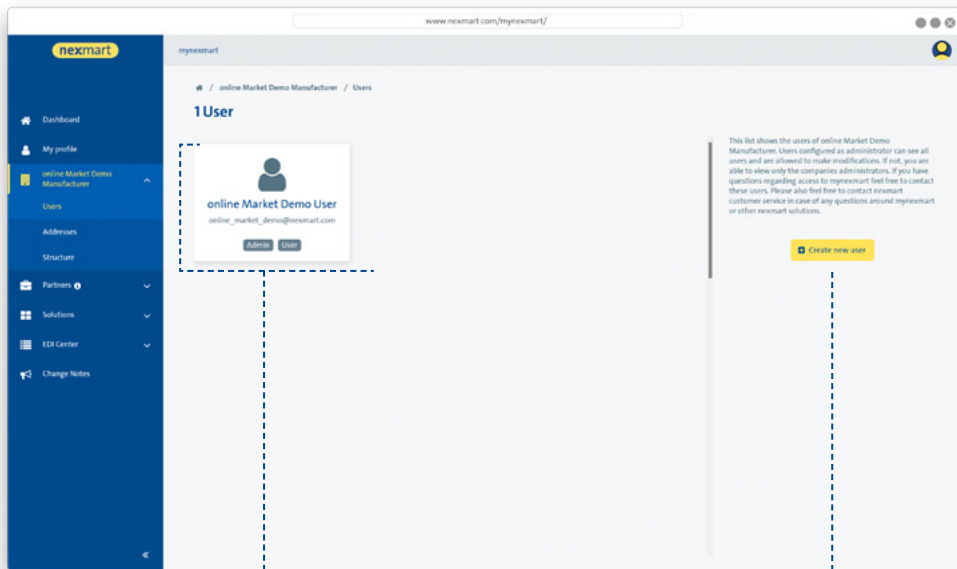 www.nexmart.com/mynexmart/
nexmart
mynexmart
/ online Market Demo Manufacturer / Users
1 User
Dashboard
My profile
online Market Demo
Manufacturer
Users
Addresses
Structure
Partners
Solutions
EDI Center
Change Notes
online Market Demo User
online_market_demo@nexmart.com
Admin User
This list shows the users of online Market Demo
Manufacturer. Users configured as administrator can see all
users and are allowed to make modifications. If not, you are
able to view only the companies administrators. If you have
questions regarding access to mynexmart feel free to contact
these users. Please also feel free to contact nexmart
customer service in case of any questions around mynexmart
or other nexmart solutions.
Create new user